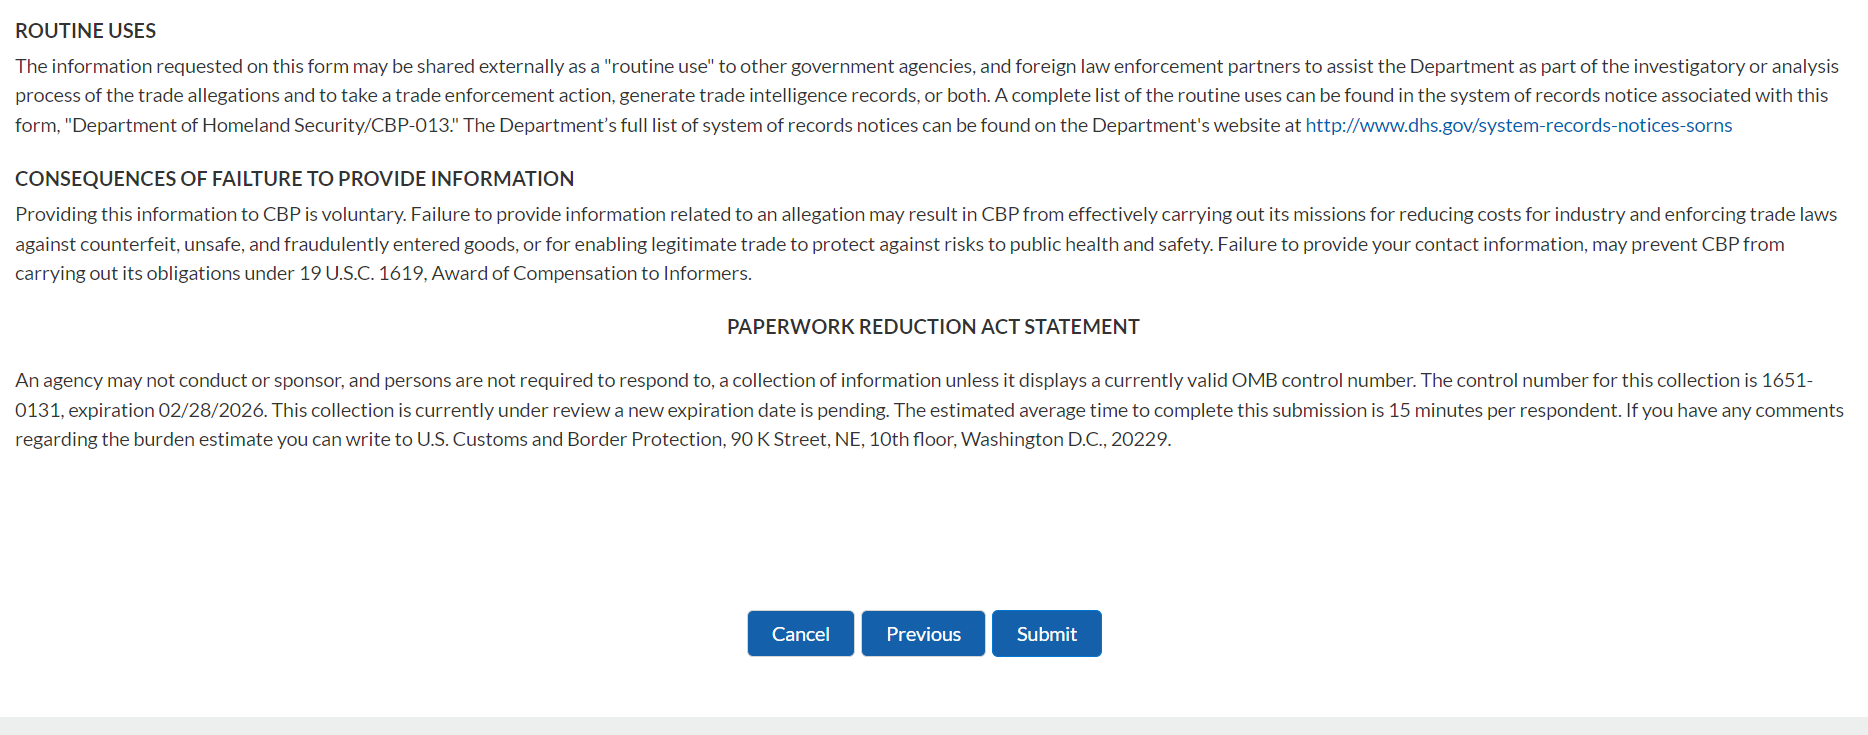 ROUTINE USES
The information requested on this form may be shared externally as a "routine use" to other government agencies, and foreign law enforcement partners to assist the Department as part of the investigatory or analysis
process of the trade allegations and to take a trade enforcement action, generate trade intelligence records, or both. A complete list of the routine uses can be found in the system of records notice associated with this
form, "Department of Homeland Security/CBP-013." The Department’s full list of system of records notices can be found on the Department's website at http://www.dhs.gov/system-records-notices-sorns
CONSEQUENCES OF FAILTURE TO PROVIDE INFORMATION
Providing this information to CBP is voluntary. Failure to provide information related to an allegation may result in CBP from effectively carrying out its missions for reducing costs for industry and enforcing trade laws
against counterfeit, unsafe, and fraudulently entered goods, or for enabling legitimate trade to protect against risks to public health and safety. Failure to provide your contact information, may prevent CBP from
carrying out its obligations under 19 U.S.C. 1619, Award of Compensation to Informers.
PAPERWORK REDUCTION ACT STATEMENT
An agency may not conduct or sponsor, and persons are not required to respond to, a collection of information unless it displays a currently valid OMB control number. The control number for this collection is 1651-
0131, expiration 02/28/2026. This collection is currently under review a new expiration date is pending. The estimated average time to complete this submission is 15 minutes per respondent. If you have any comments
regarding the burden estimate you can write to U.S. Customs and Border Protection, 90 K Street, NE, 10th floor, Washington D.C., 20229.
Cancel Previous Submit